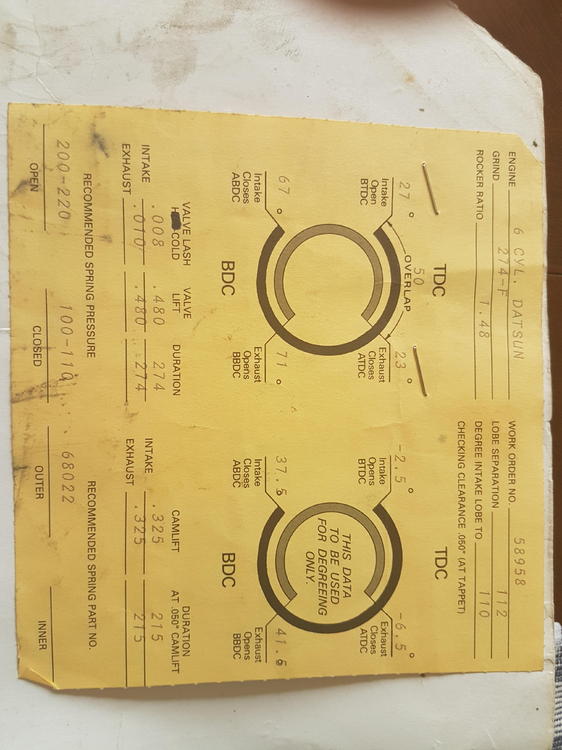 ENGINE 6 CYL. DATSUN
GRIND 274-F
ROCKER RATIO 1.48
WORK ORDER NO. 58958
LOBE SEPARATION 112
DEGREE INTAKE LOBE TO 110
CHECKING CLEARANCE .050" (AT TAPPET)
TDC
27°
Intake
Open
BTDC
50
OVERLAP
23°
Exhaust
Closes
ATDC
67°
Intake
Closes
ABDC
71°
Exhaust
Opens
BBDC
BDC
TDC
-2.5°
Intake
Opens
BTDC
-6.5°
Exhaust
Closes
ATDC
THIS DATA
TO BE USED
FOR DEGREEING
ONLY.
37.5°
Intake
Closes
ABDC
41.5°
Exhaust
Opens
BBDC
BDC
VALVE LASH COLD VALVE LIFT DURATION
INTAKE .008 .480 274
EXHAUST .010 .480 274
CAMLIFT DURATION AT .050" CAMLIFT
INTAKE .325 215
EXHAUST .325 215
RECOMMENDED SPRING PRESSURE
200-220 100-110
OPEN CLOSED
RECOMMENDED SPRING PART NO.
68022
OUTER INNER